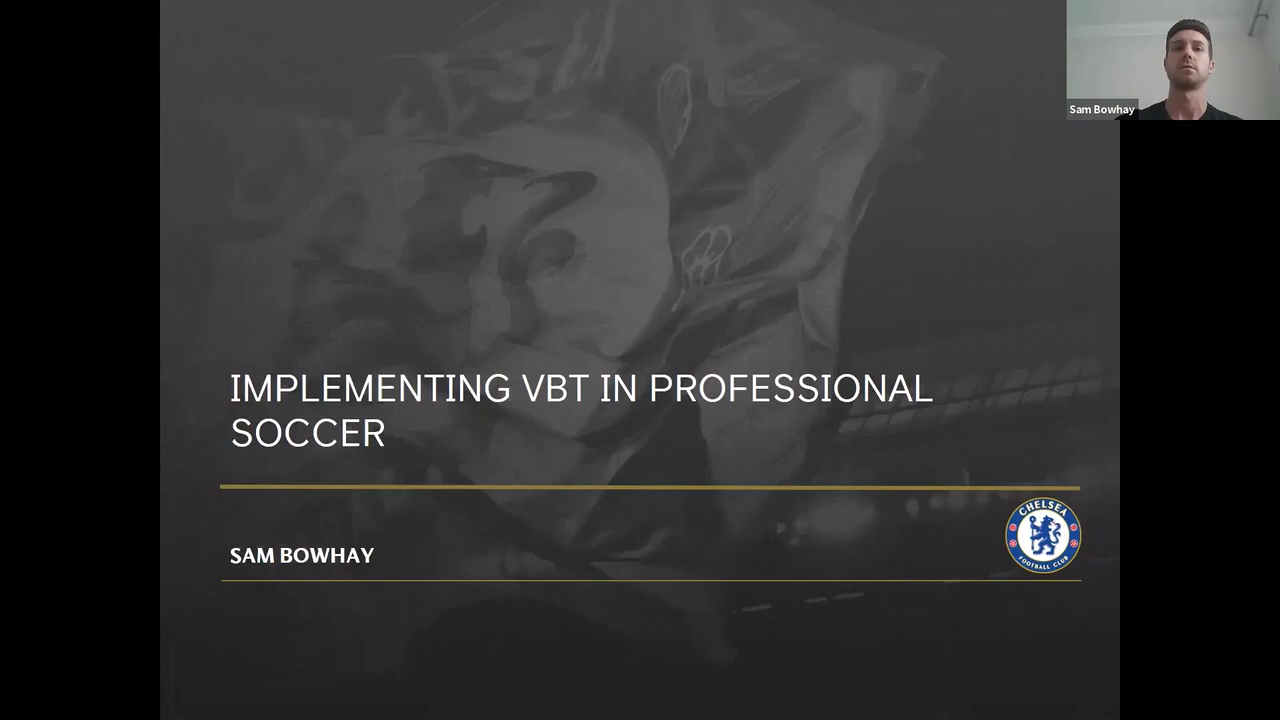 Sam Bowhay
IMPLEMENTING VBT IN PROFESSIONAL
SOCCER
SAM BOWHAY
CHELSEA
FOOTBALL CLUB